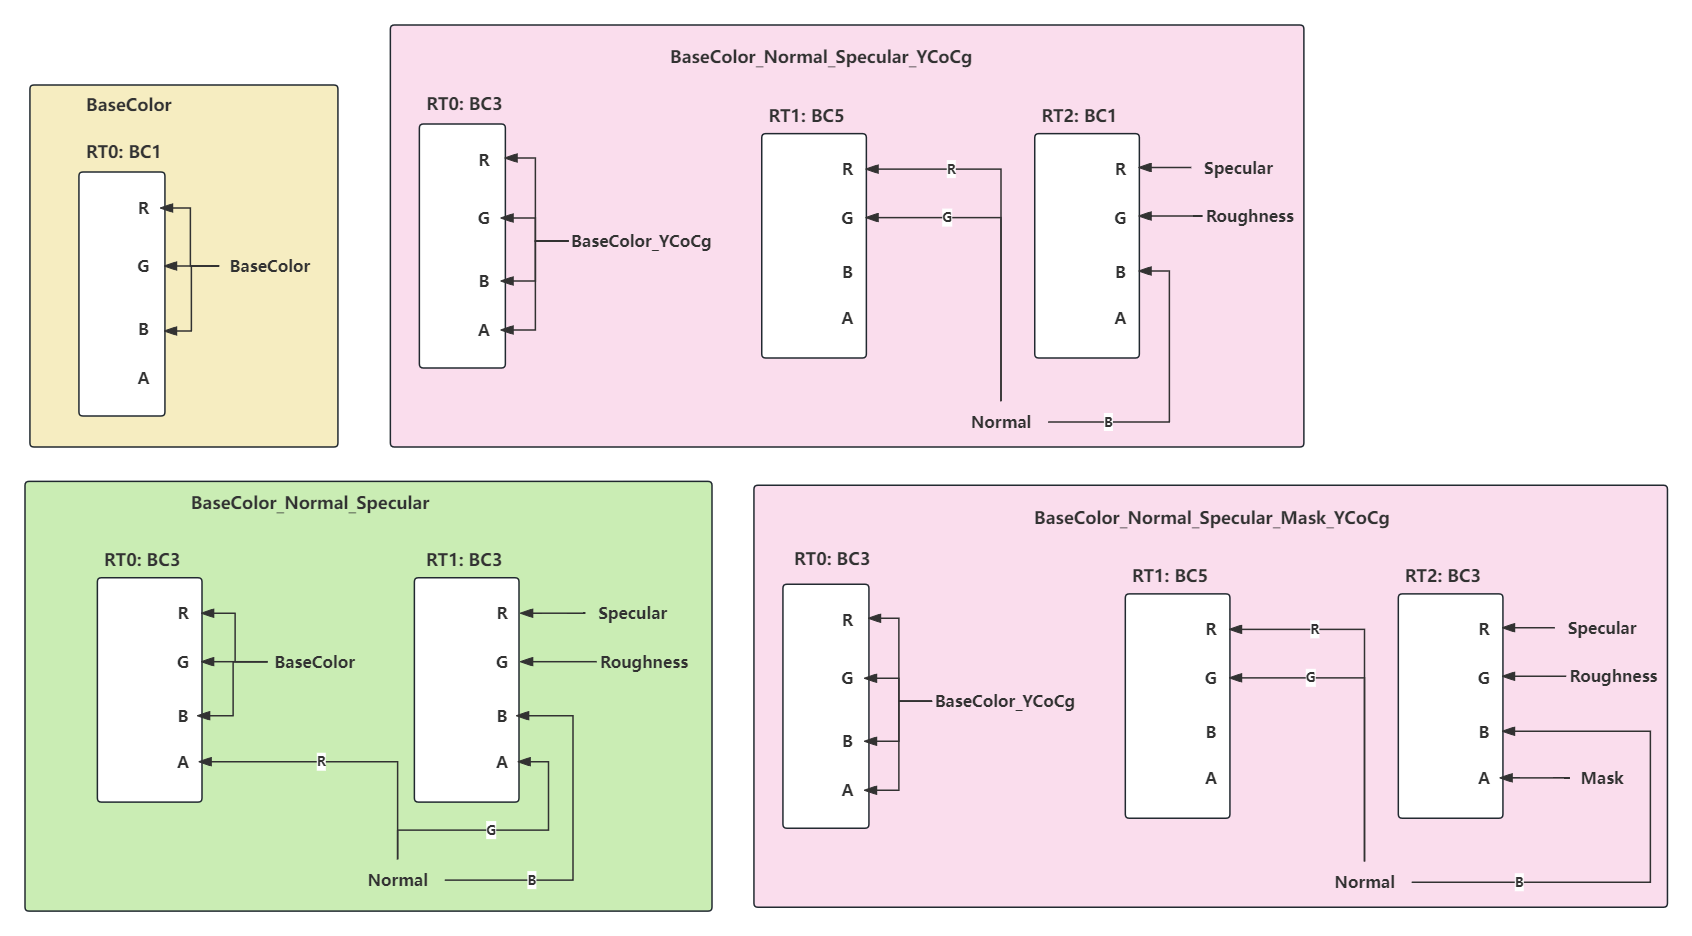 BaseColor
RT0: BC1
R
G
BaseColor
B
A
BaseColor_Normal_Specular_YCoCg
RT0: BC3
R
G
BaseColor_YCoCg
B
A
RT1: BC5
R
R
G
G
B
A
RT2: BC1
R
Specular
G
Roughness
B
A
Normal
B
BaseColor_Normal_Specular
RT0: BC3
R
G
BaseColor
B
A
R
RT1: BC3
R
Specular
G
Roughness
B
A
G
Normal
B
BaseColor_Normal_Specular_Mask_YCoCg
RT0: BC3
R
G
BaseColor_YCoCg
B
A
RT1: BC5
R
R
G
G
B
A
RT2: BC3
R
Specular
G
Roughness
B
A
Mask
Normal
B